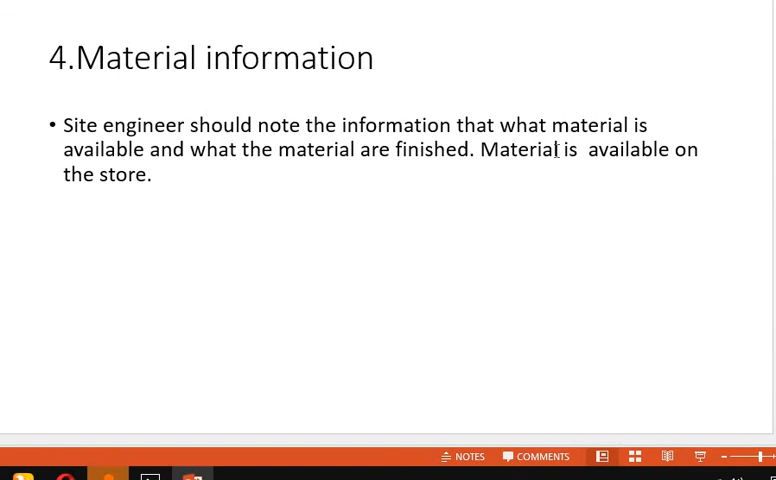 4.Material information
• Site engineer should note the information that what material is
available and what the material are finished. Material is  available on
the store.
NOTES
COMMENTS